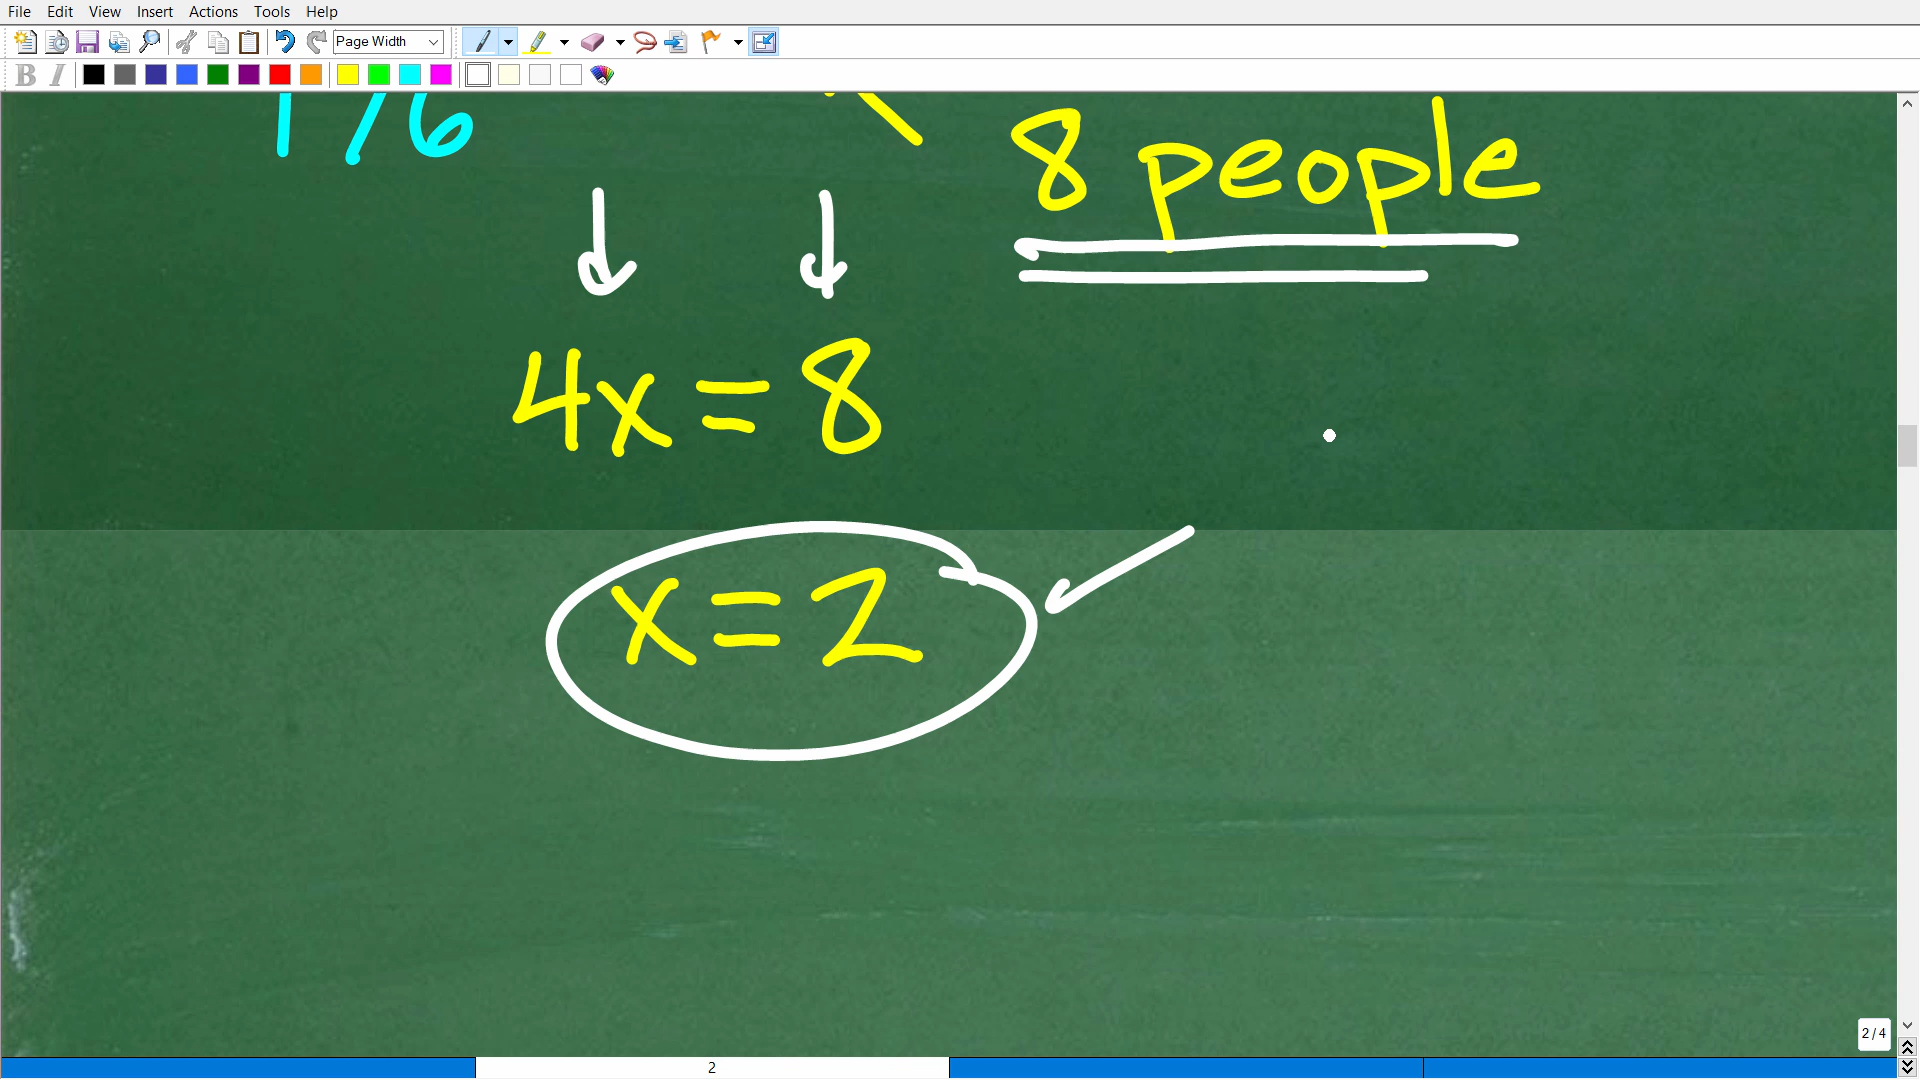 File Edit View Insert Actions Tools Help
Page Width
B I
8 people
4x = 8
x = 2
2 / 4
2